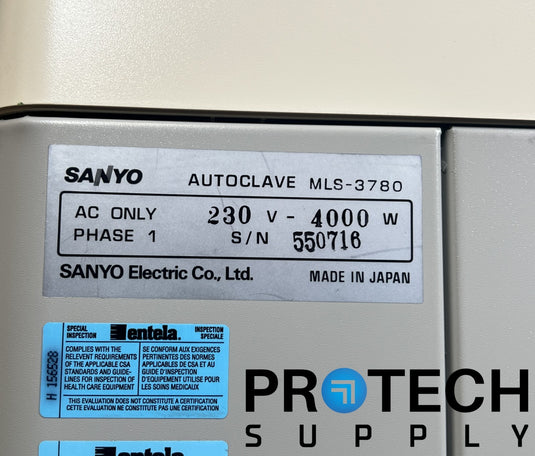 SANYO AUTOCLAVE MLS-3780
AC ONLY 230 V - 4000 W
PHASE 1 S/N 550716
SANYO Electric Co., Ltd. MADE IN JAPAN
SPECIAL INSPECTION entela. INSPECTION SPECIALE
H 156528
COMPLIES WITH THE
RELEVENT REQUIREMENTS
OF THE APPLICABLE CSA
STANDARDS AND GUIDE-
LINES FOR INSPECTION OF
HEALTH CARE EQUIPMENT
SE CONFORM AUX EXIGENCES
PERTINENTES DES NORMES
APPLICABLES DE CSA ET AU
GUIDE D'INSPECTION
D'EQUIPEMENT UTILISE POUR
LES SOINS MEDICAUX
THIS EVALUATION DOES NOT CONSTITUTE A CERTIFICATION
CETTE EVALUATION NE CONSTITUTE PAS UNE CERTIFICATION
entela.
PROTECH
SUPPLY